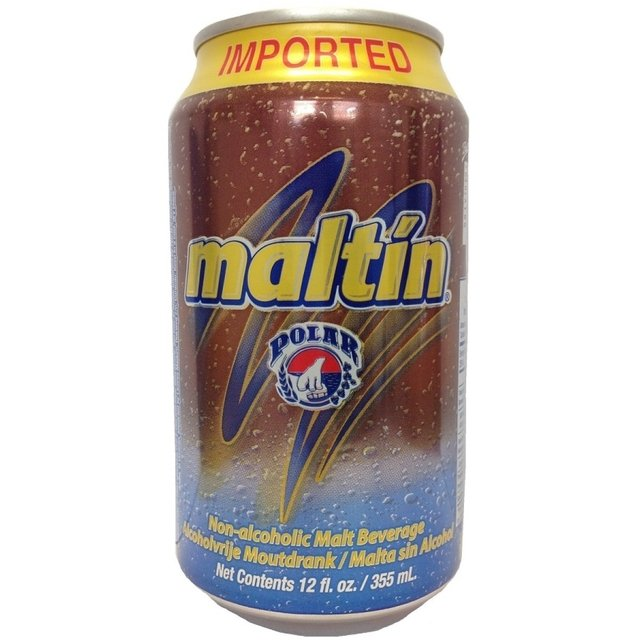 IMPORTED
maltín®
POLAR
Non-alcoholic Malt Beverage
Alcoholvrije Moutdrank / Malta sin Alcohol
Net Contents 12 fl. oz. / 355 mL.